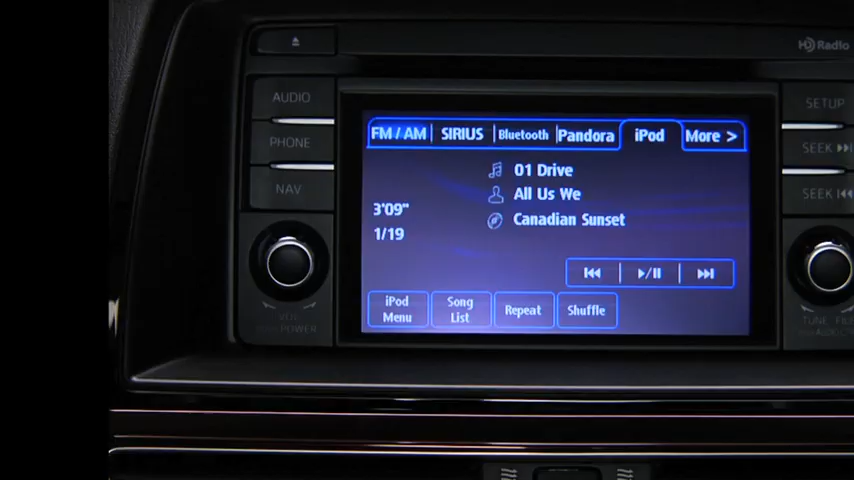 HD Radio
AUDIO
PHONE
NAV
SETUP
SEEK
SEEK
FM / AM SIRIUS Bluetooth Pandora iPod More >
01 Drive
All Us We
Canadian Sunset
3'09"
1/19
iPod Menu
Song List
Repeat
Shuffle
VOL
POWER
TUNE
AUDIO